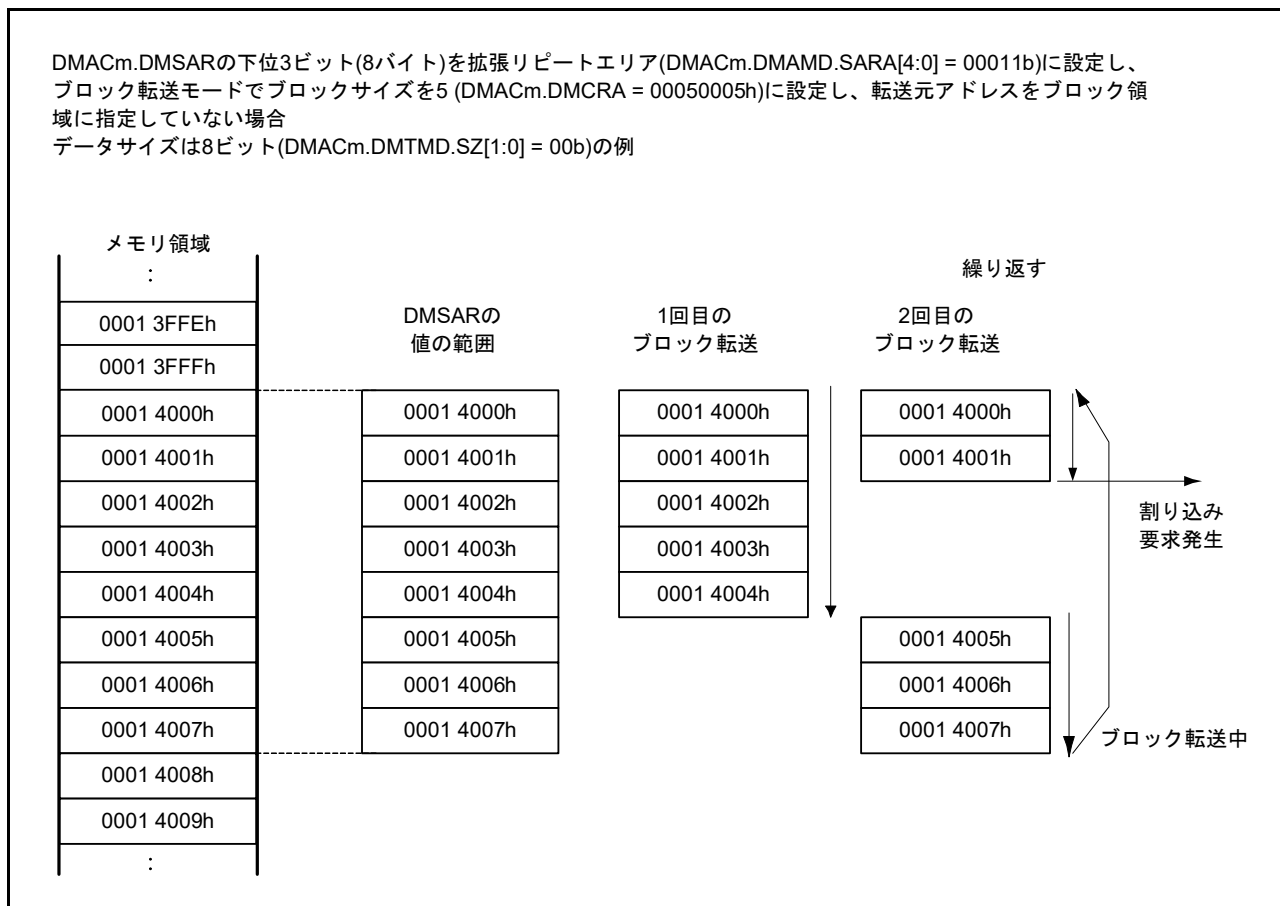 DMACm.DMSARの下位3ビット(8バイト)を拡張リピートエリア(DMACm.DMAMD.SARA[4:0] = 00011b)に設定し、
ブロック転送モードでブロックサイズを5 (DMACm.DMCRA = 00050005h)に設定し、転送元アドレスをブロック領
域に指定していない場合
データサイズは8ビット(DMACm.DMTMD.SZ[1:0] = 00b)の例
メモリ領域
:
0001 3FFEh
0001 3FFFh
0001 4000h
0001 4001h
0001 4002h
0001 4003h
0001 4004h
0001 4005h
0001 4006h
0001 4007h
0001 4008h
0001 4009h
:
DMSARの
値の範囲
0001 4000h
0001 4001h
0001 4002h
0001 4003h
0001 4004h
0001 4005h
0001 4006h
0001 4007h
1回目の
ブロック転送
0001 4000h
0001 4001h
0001 4002h
0001 4003h
0001 4004h
繰り返す
2回目の
ブロック転送
0001 4000h
0001 4001h
0001 4005h
0001 4006h
0001 4007h
割り込み
要求発生
ブロック転送中